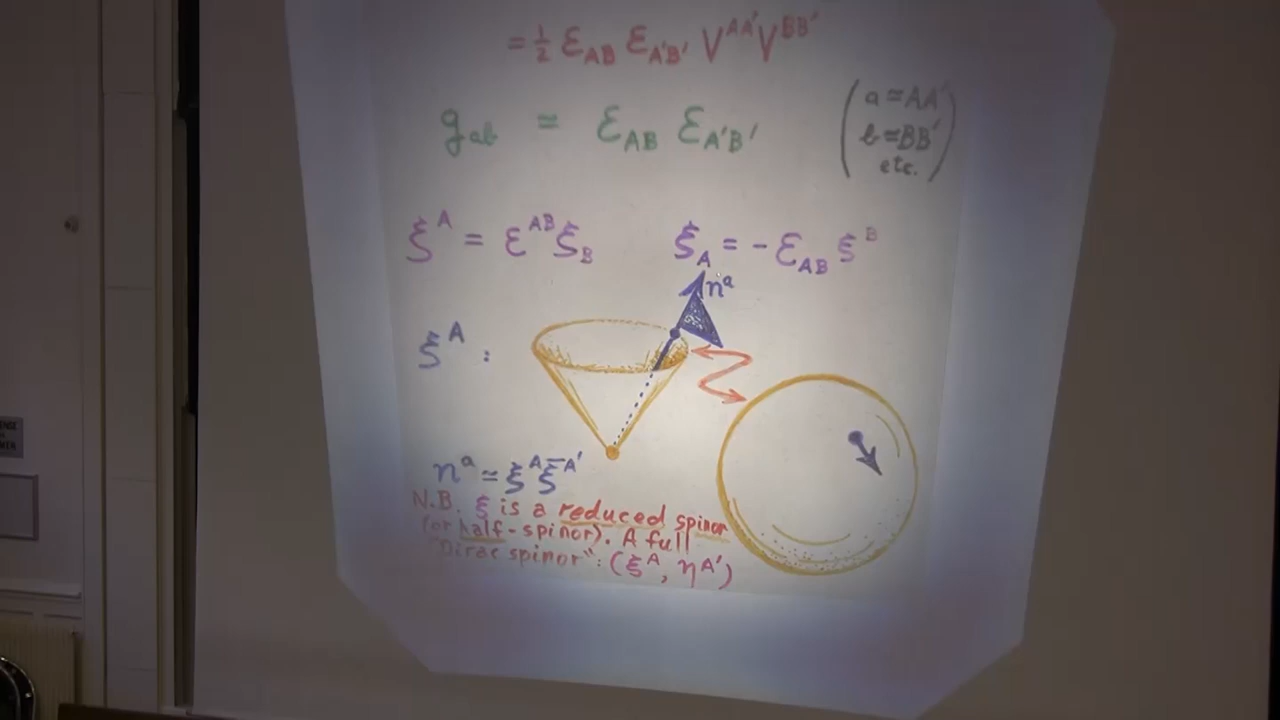 = ½ ε_AB ε_A'B' V^AA' V^BB'
g_ab ≃ ε_AB ε_A'B'
( a ≃ AA'
b ≃ BB'
etc. )
ξ^A = ε^AB ξ_B   ξ_A = - ε_AB ξ^B
n^a
ξ^A :
n^a ≃ ξ^A ξ̄^A'
N.B. ξ is a reduced spinor
(or half-spinor). A full
"Dirac spinor": (ξ^A, η^A')